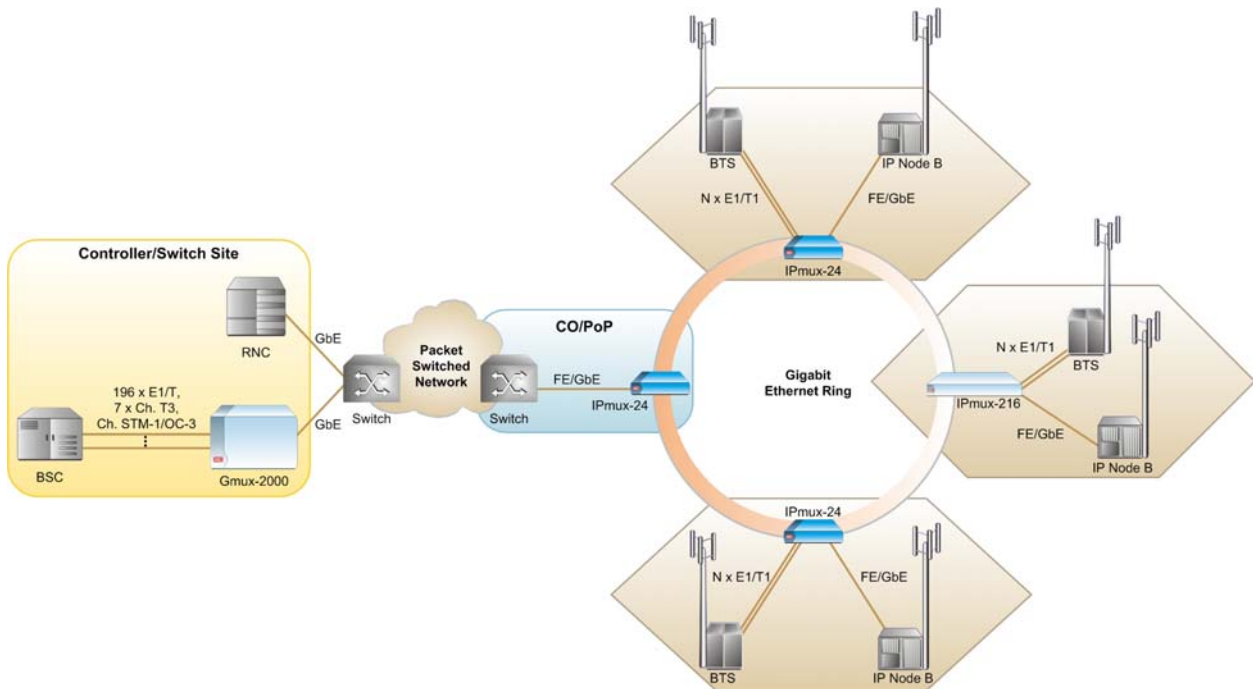 BTS
IP Node B
N x E1/T1
FE/GbE
IPmux-24
Controller/Switch Site
RNC
GbE
196 x E1/T,
7 x Ch. T3,
Ch. STM-1/OC-3
BSC
Gmux-2000
GbE
Switch
Packet
Switched
Network
CO/PoP
Switch
FE/GbE
IPmux-24
Gigabit
Ethernet Ring
N x E1/T1
BTS
IPmux-216
FE/GbE
IP Node B
IPmux-24
N x E1/T1
FE/GbE
BTS
IP Node B